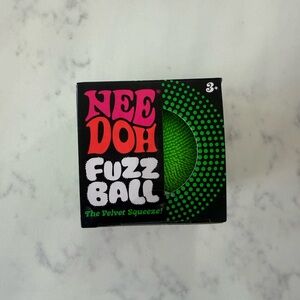 NEE
DOH
FUZZ
BALL
The Velvet Squeeze!
3+